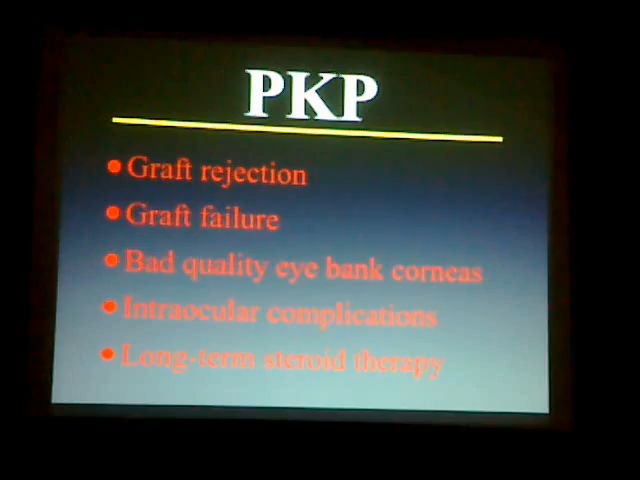 PKP
Graft rejection
Graft failure
Bad quality eye bank corneas
Intraocular complications
Long-term steroid therapy